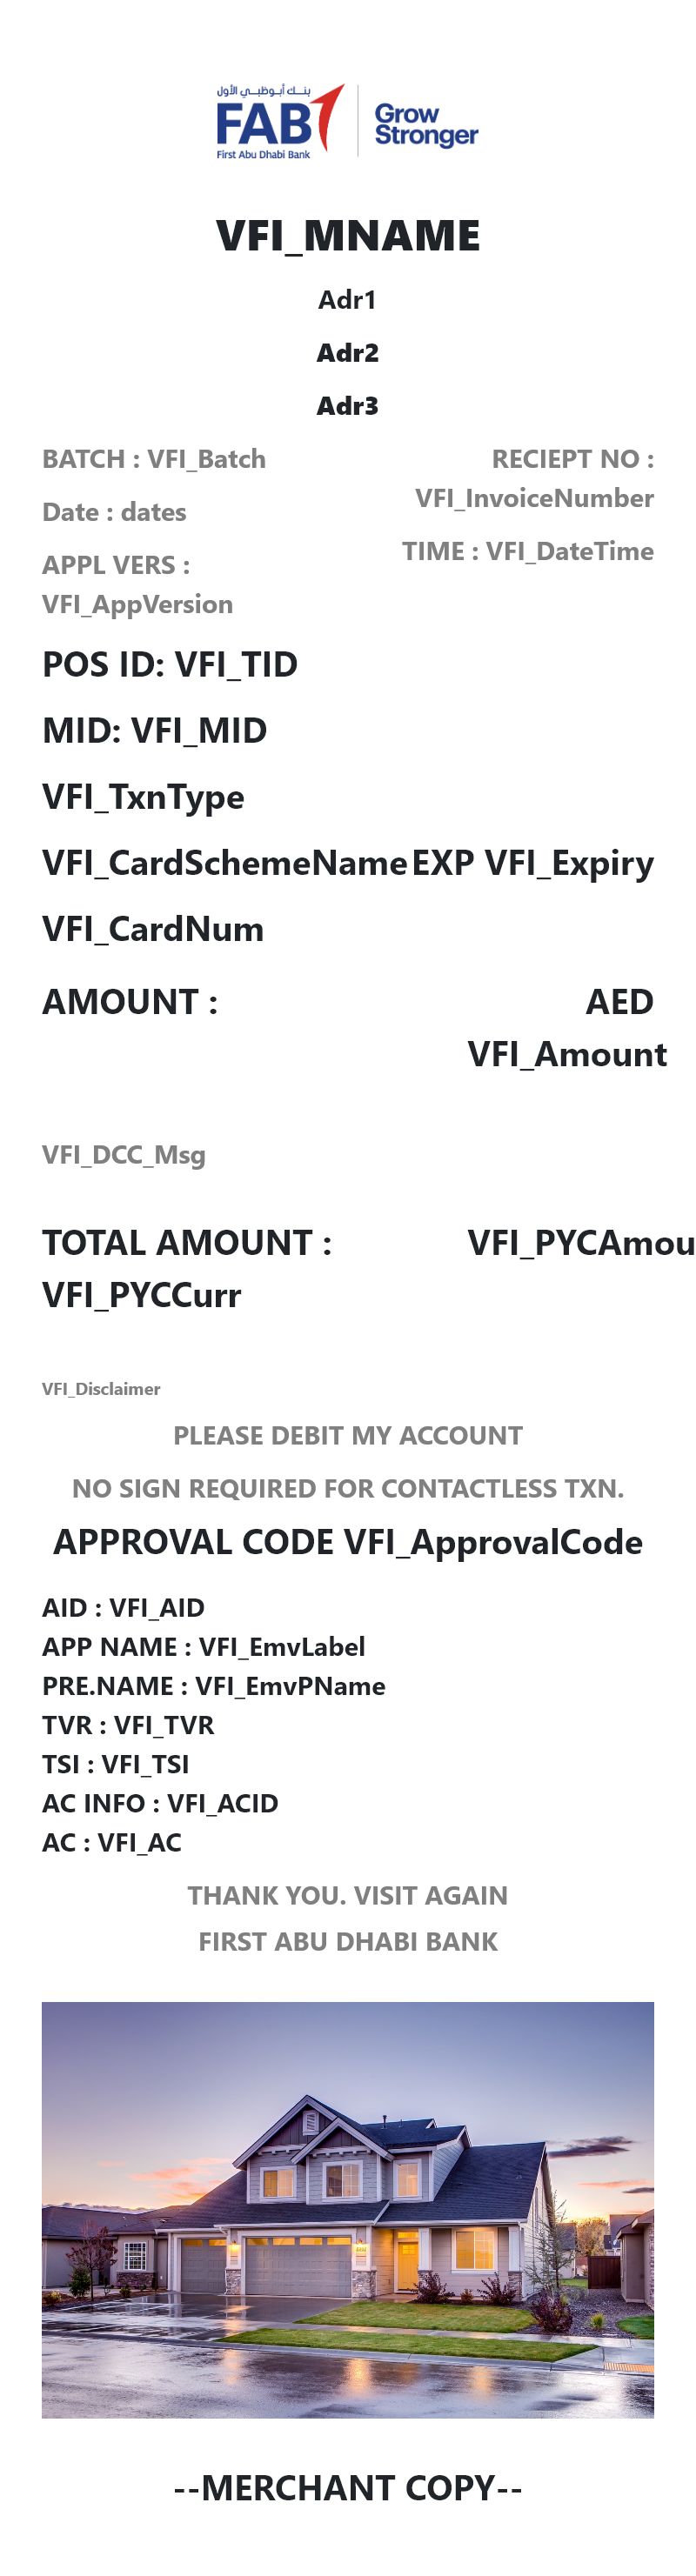 بنــك أبــوظبــي الأول
FAB
First Abu Dhabi Bank
Grow
Stronger
VFI_MNAME
Adr1
Adr2
Adr3
BATCH : VFI_Batch
Date : dates
APPL VERS :
VFI_AppVersion
RECIEPT NO :
VFI_InvoiceNumber
TIME : VFI_DateTime
POS ID: VFI_TID
MID: VFI_MID
VFI_TxnType
VFI_CardSchemeName EXP VFI_Expiry
VFI_CardNum
AMOUNT : AED
VFI_Amount
VFI_DCC_Msg
TOTAL AMOUNT : VFI_PYCAmou
VFI_PYCCurr
VFI_Disclaimer
PLEASE DEBIT MY ACCOUNT
NO SIGN REQUIRED FOR CONTACTLESS TXN.
APPROVAL CODE VFI_ApprovalCode
AID : VFI_AID
APP NAME : VFI_EmvLabel
PRE.NAME : VFI_EmvPName
TVR : VFI_TVR
TSI : VFI_TSI
AC INFO : VFI_ACID
AC : VFI_AC
THANK YOU. VISIT AGAIN
FIRST ABU DHABI BANK
--MERCHANT COPY--